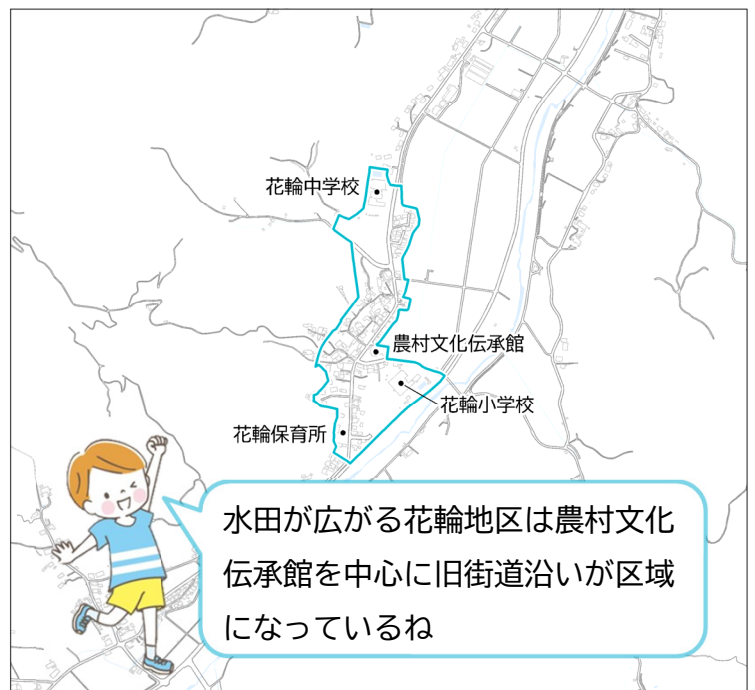 花輪中学校
農村文化伝承館
花輪小学校
花輪保育所
水田が広がる花輪地区は農村文化
伝承館を中心に旧街道沿いが区域
になっているね